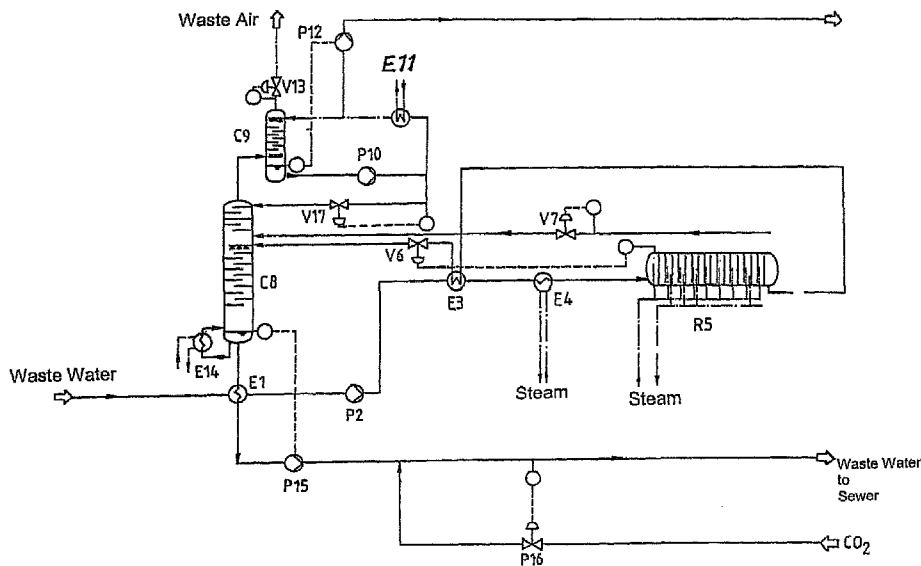 Waste Air
P12
E11
V13
C9
P10
V17
V7
V6
C8
E3
E4
R5
E14
Waste Water
E1
P2
Steam
Steam
P15
Waste Water
to
Sewer
P16
CO₂